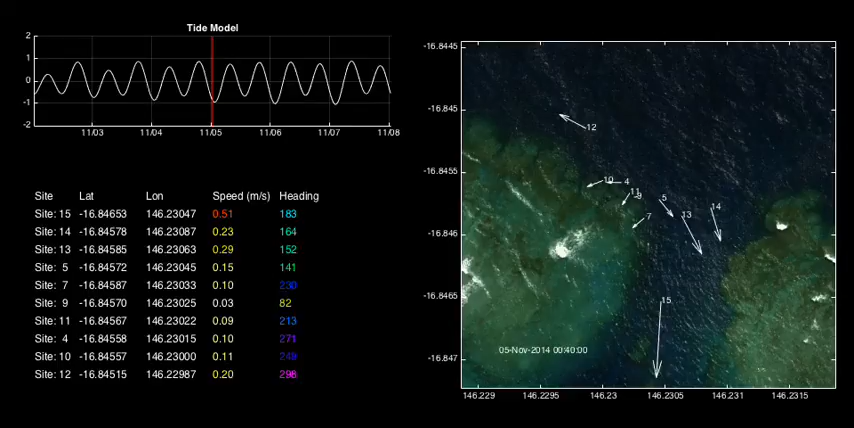 Tide Model
2
1
0
-1
-2
11/03 11/04 11/05 11/06 11/07 11/08
Site Lat Lon Speed (m/s) Heading
Site: 15 -16.84653 146.23047 0.51 183
Site: 14 -16.84578 146.23087 0.23 164
Site: 13 -16.84585 146.23063 0.29 152
Site: 5 -16.84572 146.23045 0.15 141
Site: 7 -16.84587 146.23033 0.10 230
Site: 9 -16.84570 146.23025 0.03 82
Site: 11 -16.84567 146.23022 0.09 213
Site: 4 -16.84558 146.23015 0.10 271
Site: 10 -16.84557 146.23000 0.11 249
Site: 12 -16.84515 146.22987 0.20 298
-16.8445
-16.845
-16.8455
-16.846
-16.8465
-16.847
12
10 4
11
9
5
14
7
13
15
05-Nov-2014 00:40:00
146.229 146.2295 146.23 146.2305 146.231 146.2315